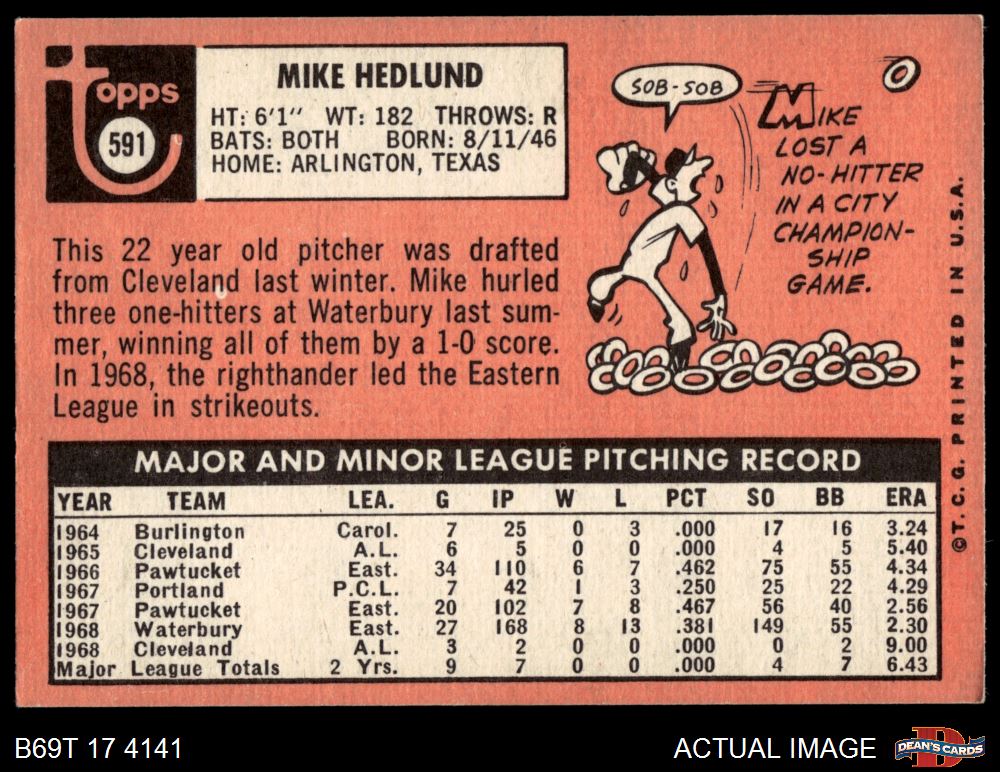 Topps
591
MIKE HEDLUND
HT: 6'1" WT: 182 THROWS: R
BATS: BOTH BORN: 8/11/46
HOME: ARLINGTON, TEXAS
SOB-SOB
MIKE
LOST A
NO-HITTER
IN A CITY
CHAMPION-
SHIP
GAME.
This 22 year old pitcher was drafted
from Cleveland last winter. Mike hurled
three one-hitters at Waterbury last sum-
mer, winning all of them by a 1-0 score.
In 1968, the righthander led the Eastern
League in strikeouts.
MAJOR AND MINOR LEAGUE PITCHING RECORD
YEAR TEAM LEA. G IP W L PCT SO BB ERA
1964 Burlington Carol. 7 25 0 3 .000 17 16 3.24
1965 Cleveland A.L. 6 5 0 0 .000 4 5 5.40
1966 Pawtucket East. 34 110 6 7 .462 75 55 4.34
1967 Portland P.C.L. 7 42 1 3 .250 25 22 4.29
1967 Pawtucket East. 20 102 7 8 .467 56 40 2.56
1968 Waterbury East. 27 168 8 13 .381 149 55 2.30
1968 Cleveland A.L. 3 2 0 0 .000 0 2 9.00
Major League Totals 2 Yrs. 9 7 0 0 .000 4 7 6.43
©T.C.G. PRINTED IN U.S.A.
B69T 17 4141
ACTUAL IMAGE
D
DEAN'S CARDS